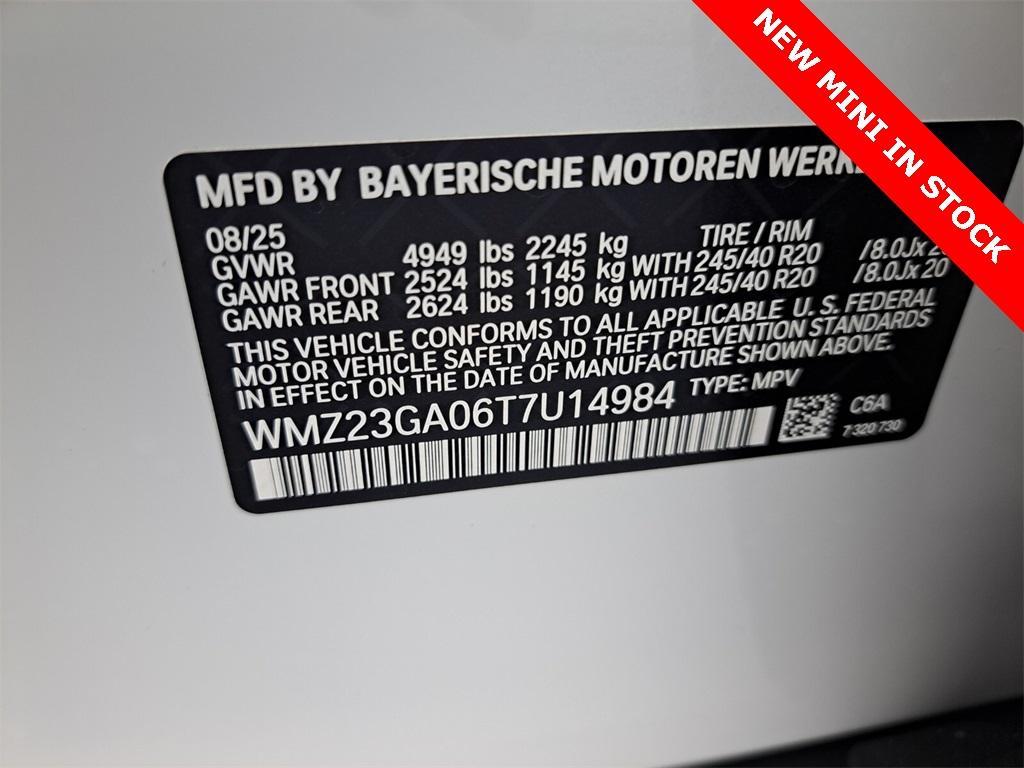 NEW MINI IN STOCK
MFD BY BAYERISCHE MOTOREN
08/25
TIRE / RIM
GVWR 4949 lbs 2245 kg
GAWR FRONT 2524 lbs 1145 kg WITH 245/40 R20 /8.0Jx
GAWR REAR 2624 lbs 1190 kg WITH 245/40 R20 /8.0Jx 20
THIS VEHICLE CONFORMS TO ALL APPLICABLE U. S. FEDERAL
MOTOR VEHICLE SAFETY AND THEFT PREVENTION STANDARDS
IN EFFECT ON THE DATE OF MANUFACTURE SHOWN ABOVE.
WMZ23GA06T7U14984 TYPE: MPV
C6A
7 320 730